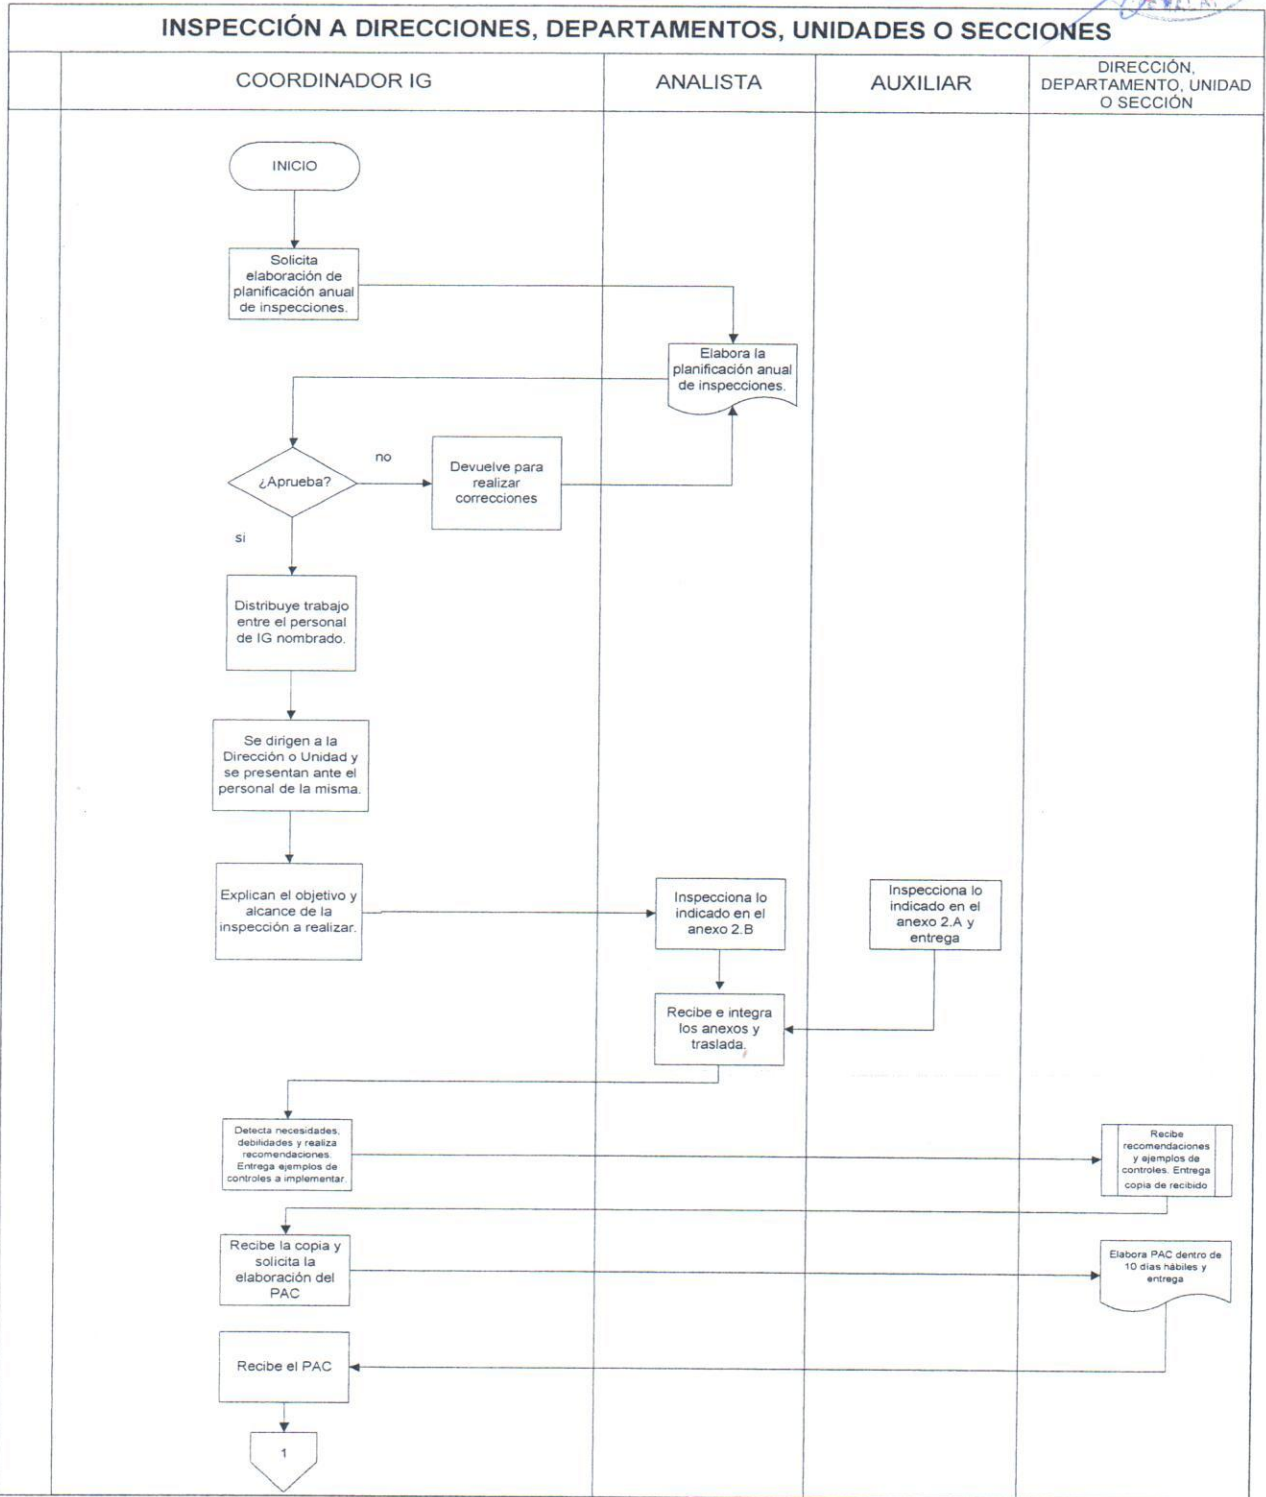 INSPECCIÓN A DIRECCIONES, DEPARTAMENTOS, UNIDADES O SECCIONES
COORDINADOR IG
ANALISTA
AUXILIAR
DIRECCIÓN,
DEPARTAMENTO, UNIDAD
O SECCIÓN
INICIO
Solicita
elaboración de
planificación anual
de inspecciones.
Elabora la
planificación anual
de inspecciones.
¿Aprueba?
no
Devuelve para
realizar
correcciones
si
Distribuye trabajo
entre el personal
de IG nombrado.
Se dirigen a la
Dirección o Unidad y
se presentan ante el
personal de la misma.
Explican el objetivo y
alcance de la
inspección a realizar.
Inspecciona lo
indicado en el
anexo 2.B
Inspecciona lo
indicado en el
anexo 2.A y
entrega
Recibe e integra
los anexos y
traslada.
Detecta necesidades,
debilidades y realiza
recomendaciones.
Entrega ejemplos de
controles a implementar.
Recibe
recomendaciones
y ejemplos de
controles. Entrega
copia de recibido
Recibe la copia y
solicita la
elaboración del
PAC
Elabora PAC dentro de
10 días hábiles y
entrega
Recibe el PAC
1